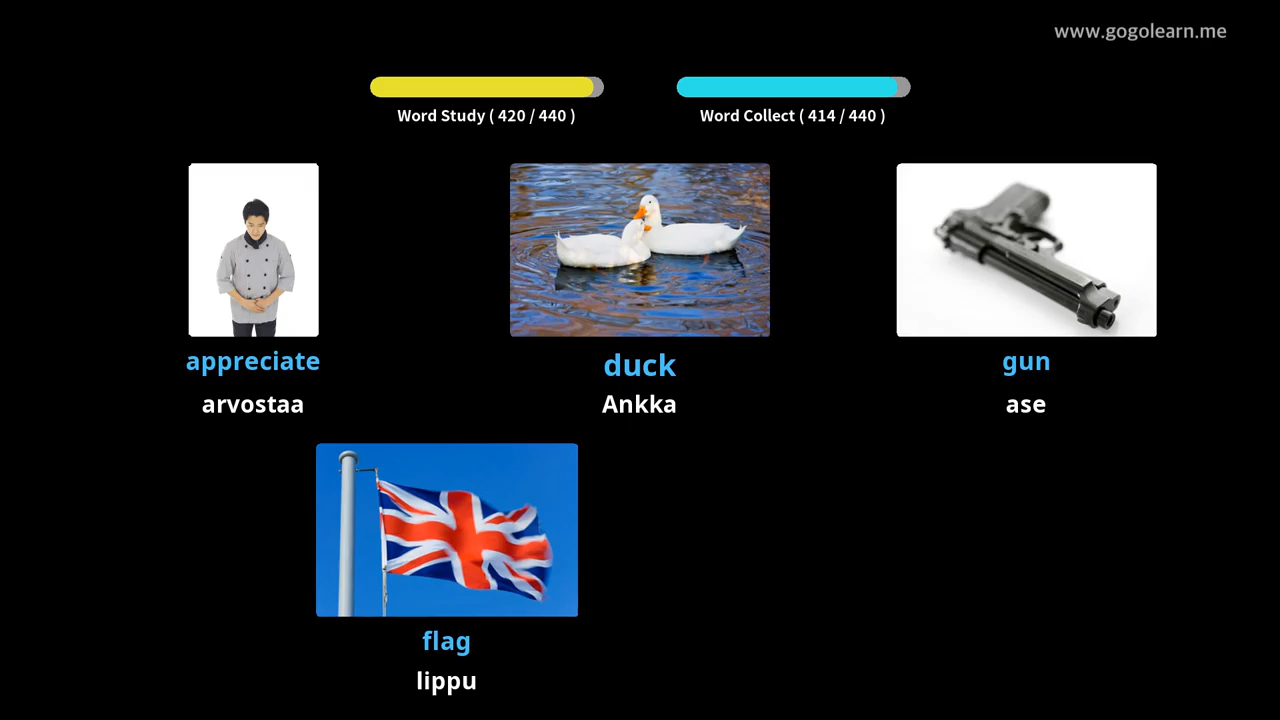 www.gogolearn.me
Word Study ( 420 / 440 )
Word Collect ( 414 / 440 )
appreciate
arvostaa
duck
Ankka
gun
ase
flag
lippu